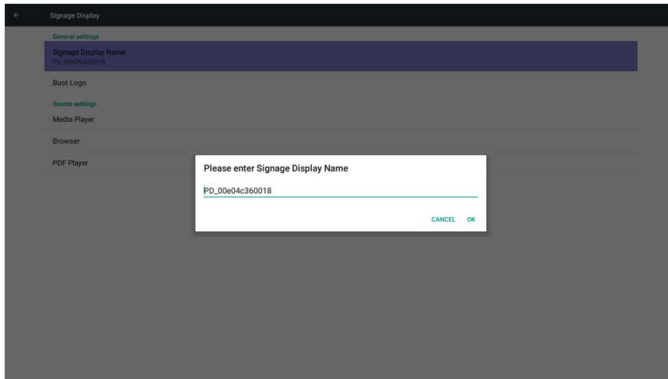 Signage Display
General settings
Signage Display Name
PD_00e04c360018
Boot Logo
Source settings
Media Player
Browser
PDF Player
Please enter Signage Display Name
PD_00e04c360018
CANCEL OK